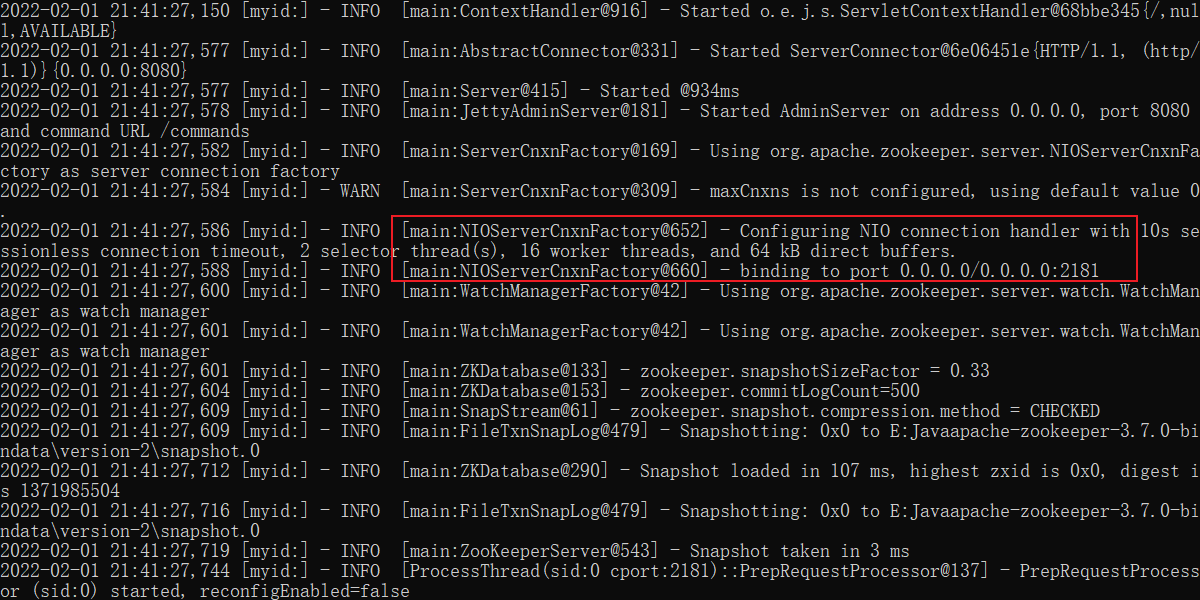 2022-02-01 21:41:27,150 [myid:] - INFO  [main:ContextHandler@916] - Started o.e.j.s.ServletContextHandler@68bbe345{/,nul
l,AVAILABLE}
2022-02-01 21:41:27,577 [myid:] - INFO  [main:AbstractConnector@331] - Started ServerConnector@6e06451e{HTTP/1.1, (http/
1.1)}{0.0.0.0:8080}
2022-02-01 21:41:27,577 [myid:] - INFO  [main:Server@415] - Started @934ms
2022-02-01 21:41:27,578 [myid:] - INFO  [main:JettyAdminServer@181] - Started AdminServer on address 0.0.0.0, port 8080
and command URL /commands
2022-02-01 21:41:27,582 [myid:] - INFO  [main:ServerCnxnFactory@169] - Using org.apache.zookeeper.server.NIOServerCnxnFa
ctory as server connection factory
2022-02-01 21:41:27,584 [myid:] - WARN  [main:ServerCnxnFactory@309] - maxCnxns is not configured, using default value 0
.
2022-02-01 21:41:27,586 [myid:] - INFO  [main:NIOServerCnxnFactory@652] - Configuring NIO connection handler with 10s se
ssionless connection timeout, 2 selector thread(s), 16 worker threads, and 64 kB direct buffers.
2022-02-01 21:41:27,588 [myid:] - INFO  [main:NIOServerCnxnFactory@660] - binding to port 0.0.0.0/0.0.0.0:2181
2022-02-01 21:41:27,600 [myid:] - INFO  [main:WatchManagerFactory@42] - Using org.apache.zookeeper.server.watch.WatchMan
ager as watch manager
2022-02-01 21:41:27,601 [myid:] - INFO  [main:WatchManagerFactory@42] - Using org.apache.zookeeper.server.watch.WatchMan
ager as watch manager
2022-02-01 21:41:27,601 [myid:] - INFO  [main:ZKDatabase@133] - zookeeper.snapshotSizeFactor = 0.33
2022-02-01 21:41:27,604 [myid:] - INFO  [main:ZKDatabase@153] - zookeeper.commitLogCount=500
2022-02-01 21:41:27,609 [myid:] - INFO  [main:SnapStream@61] - zookeeper.snapshot.compression.method = CHECKED
2022-02-01 21:41:27,609 [myid:] - INFO  [main:FileTxnSnapLog@479] - Snapshotting: 0x0 to E:Javaapache-zookeeper-3.7.0-bi
ndata\version-2\snapshot.0
2022-02-01 21:41:27,712 [myid:] - INFO  [main:ZKDatabase@290] - Snapshot loaded in 107 ms, highest zxid is 0x0, digest i
s 1371985504
2022-02-01 21:41:27,716 [myid:] - INFO  [main:FileTxnSnapLog@479] - Snapshotting: 0x0 to E:Javaapache-zookeeper-3.7.0-bi
ndata\version-2\snapshot.0
2022-02-01 21:41:27,719 [myid:] - INFO  [main:ZooKeeperServer@543] - Snapshot taken in 3 ms
2022-02-01 21:41:27,744 [myid:] - INFO  [ProcessThread(sid:0 cport:2181)::PrepRequestProcessor@137] - PrepRequestProcess
or (sid:0) started, reconfigEnabled=false